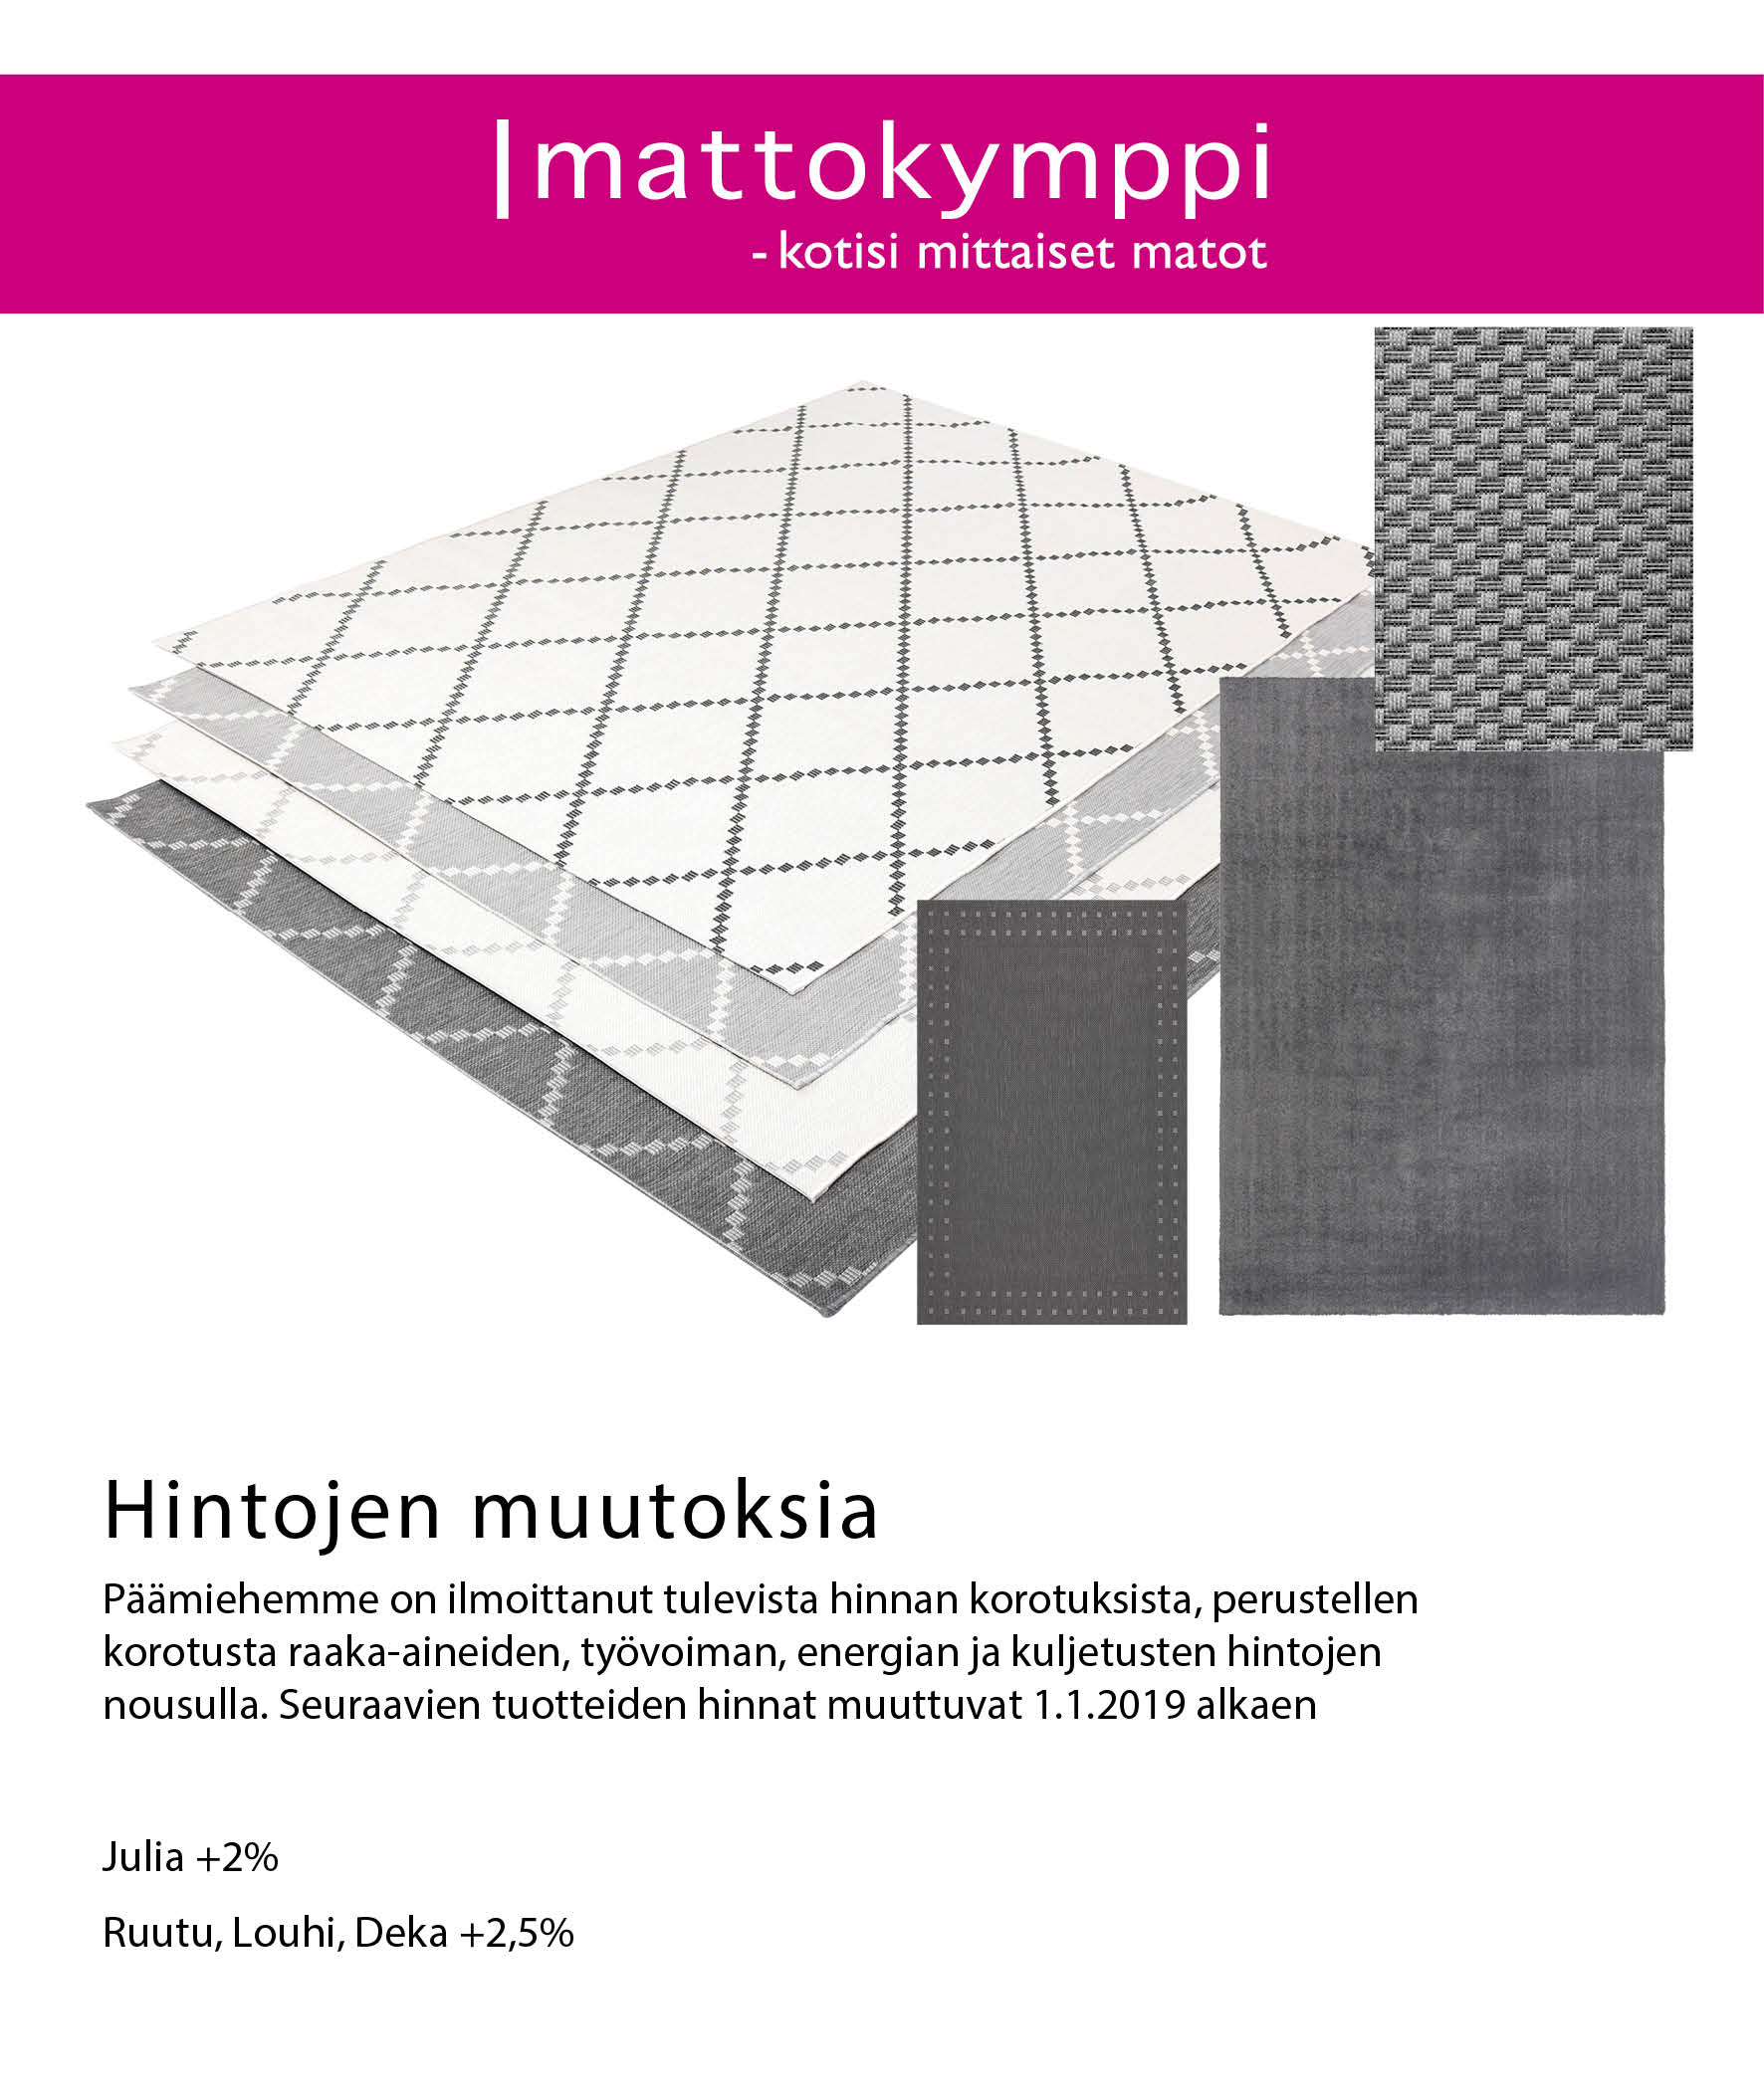 |mattokymppi
- kotisi mittaiset matot
Hintojen muutoksia
Päämiehemme on ilmoittanut tulevista hinnan korotuksista, perustellen
korotusta raaka-aineiden, työvoiman, energian ja kuljetusten hintojen
nousulla. Seuraavien tuotteiden hinnat muuttuvat 1.1.2019 alkaen
Julia +2%
Ruutu, Louhi, Deka +2,5%